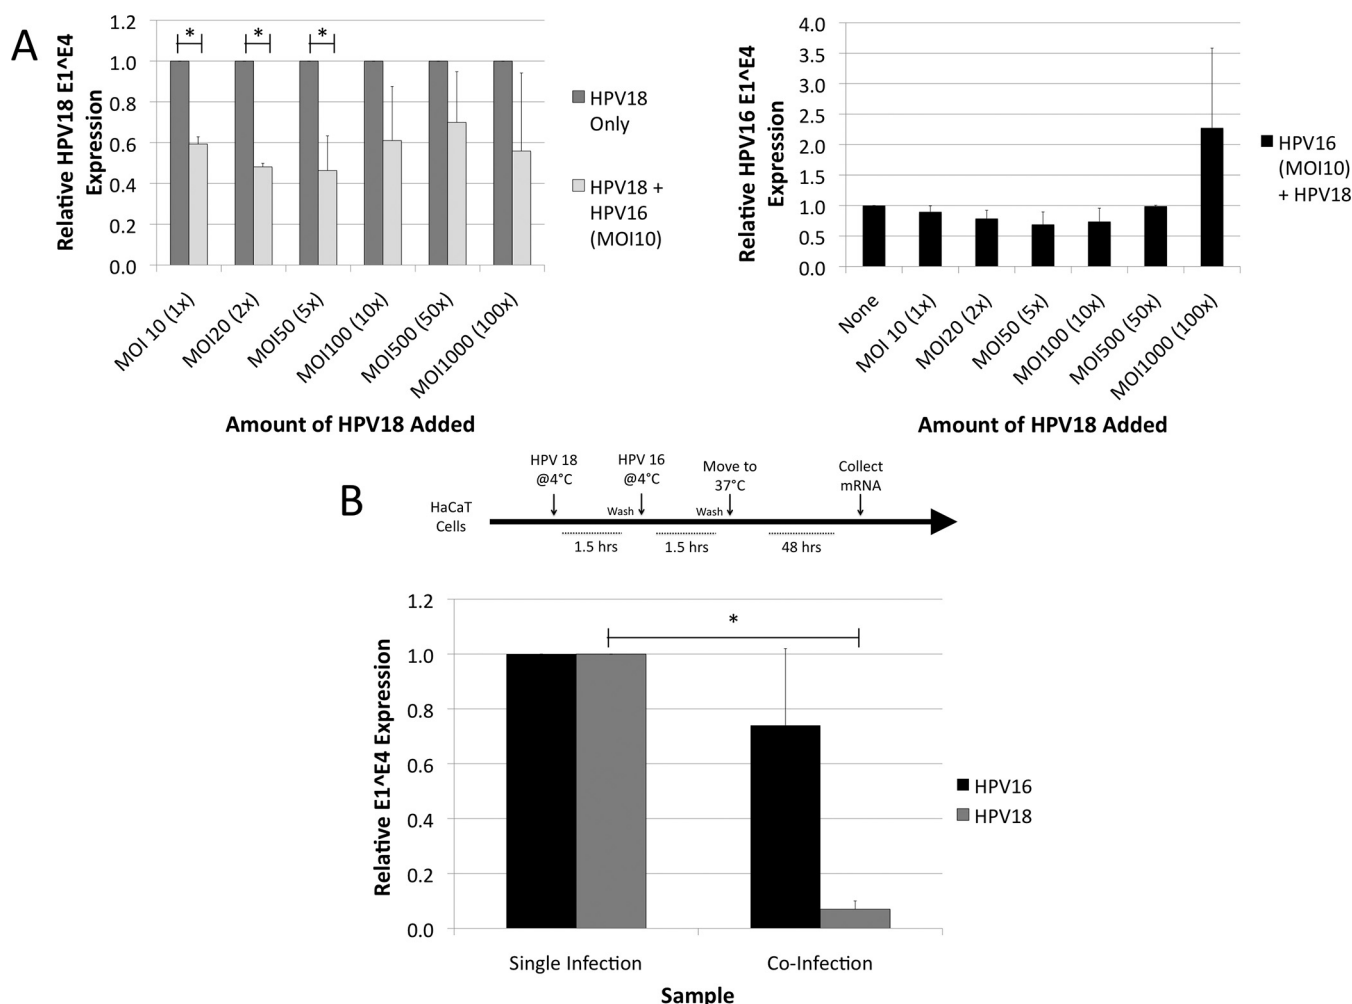 A
Relative HPV18 E1^E4
Expression
1.2
1.0
0.8
0.6
0.4
0.2
0.0
*
*
*
HPV18
Only
HPV18 +
HPV16
(MOI10)
MOI 10 (1x)
MOI20 (2x)
MOI50 (5x)
MOI100 (10x)
MOI500 (50x)
MOI1000 (100x)
Amount of HPV18 Added
Relative HPV16 E1^E4
Expression
4.0
3.5
3.0
2.5
2.0
1.5
1.0
0.5
0.0
HPV16
(MOI10)
+ HPV18
None
MOI 10 (1x)
MOI20 (2x)
MOI50 (5x)
MOI100 (10x)
MOI500 (50x)
MOI1000 (100x)
Amount of HPV18 Added
B
HaCaT
Cells
HPV 18
@4°C
HPV 16
@4°C
Move to
37°C
Collect
mRNA
Wash
Wash
1.5 hrs
1.5 hrs
48 hrs
Relative E1^E4 Expression
1.2
1.0
0.8
0.6
0.4
0.2
0.0
*
HPV16
HPV18
Single Infection
Co-Infection
Sample